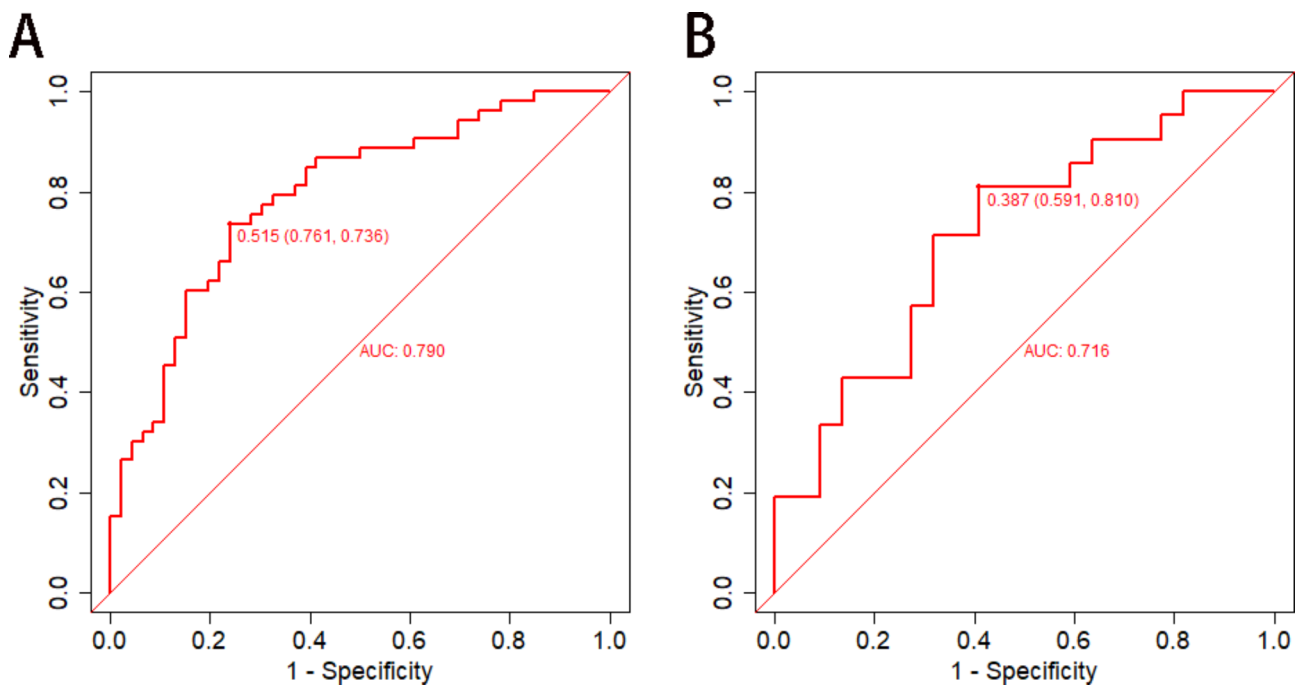 A
Sensitivity
1.0
0.8
0.6
0.4
0.2
0.0
0.515 (0.761, 0.736)
AUC: 0.790
0.0 0.2 0.4 0.6 0.8 1.0
1 - Specificity
B
Sensitivity
1.0
0.8
0.6
0.4
0.2
0.0
0.387 (0.591, 0.810)
AUC: 0.716
0.0 0.2 0.4 0.6 0.8 1.0
1 - Specificity